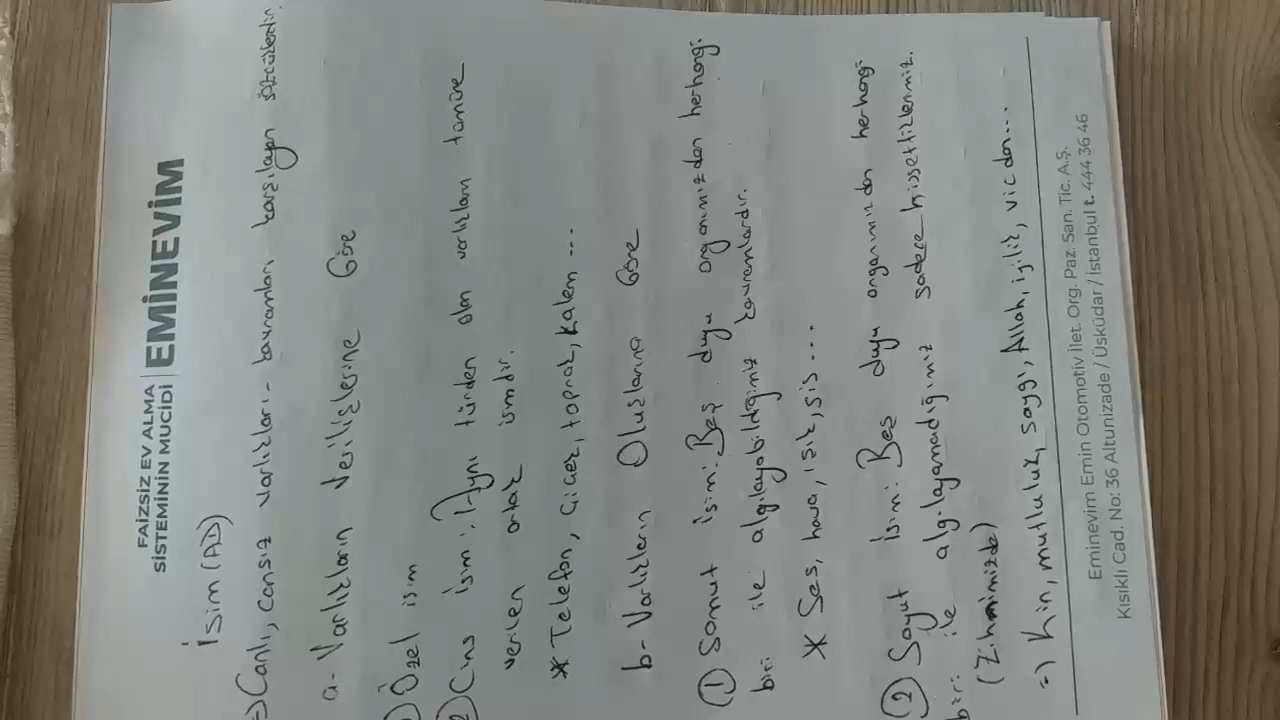 FAİZSİZ EV ALMA
SİSTEMİNİN MUCİDİ
EMİNEVİM
İsim (AD)
=> Canlı, cansız varlıkları - kavramları karşılayan sözcüklerdir.
a- Varlıkların Verilişlerine Göre
1) Özel isim
2) Cins isim: Aynı türden olan varlıkların tümüne
verilen ortak isimdir.
* Telefon, Çiçek, toprak, kalem ...
b- Varlıkların Oluşlarına Göre
1) Somut isim: Beş duyu organımızdan herhangi
biri ile algılayabildiğimiz kavramlardır.
* Ses, hava, ısık, sis ...
2) Soyut isim: Beş duyu organımızdan herhangi
biri ile algılayamadığınız sadece hissettiklerimiz.
(Zihnimizde)
=> Kin, mutluluk, saygı, Allah, iyilik, vicdan...
Eminevim Emin Otomotiv İlet. Org. Paz. San. Tic. A.Ş.
Kısıklı Cad. No: 36 Altunizade / Üsküdar / İstanbul t. 444 36 46